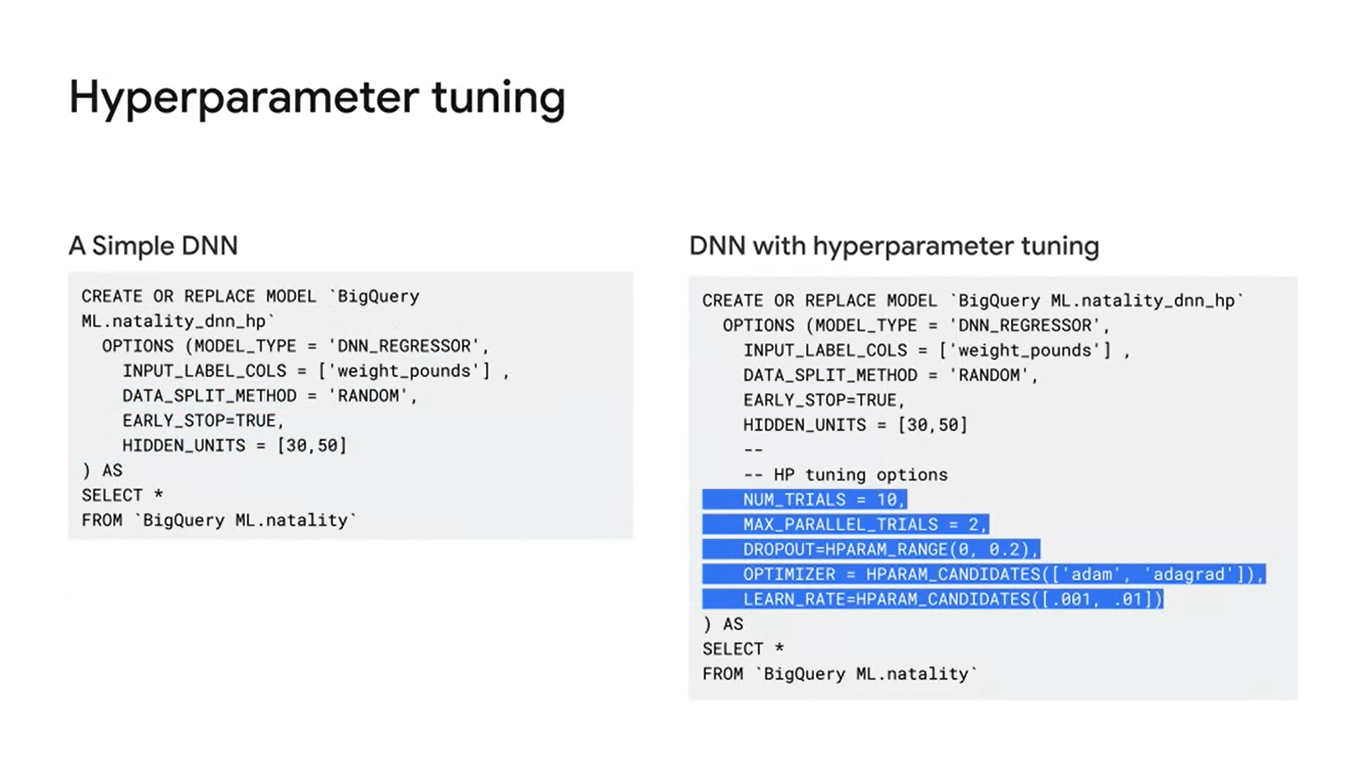 Hyperparameter tuning
A Simple DNN
CREATE OR REPLACE MODEL `BigQuery
ML.natality_dnn_hp`
OPTIONS (MODEL_TYPE = 'DNN_REGRESSOR',
INPUT_LABEL_COLS = ['weight_pounds'] ,
DATA_SPLIT_METHOD = 'RANDOM',
EARLY_STOP=TRUE,
HIDDEN_UNITS = [30,50]
) AS
SELECT *
FROM `BigQuery ML.natality`
DNN with hyperparameter tuning
CREATE OR REPLACE MODEL `BigQuery ML.natality_dnn_hp`
OPTIONS (MODEL_TYPE = 'DNN_REGRESSOR',
INPUT_LABEL_COLS = ['weight_pounds'] ,
DATA_SPLIT_METHOD = 'RANDOM',
EARLY_STOP=TRUE,
HIDDEN_UNITS = [30,50]
--
-- HP tuning options
NUM_TRIALS = 10,
MAX_PARALLEL_TRIALS = 2,
DROPOUT=HPARAM_RANGE(0, 0.2),
OPTIMIZER = HPARAM_CANDIDATES(['adam', 'adagrad']),
LEARN_RATE=HPARAM_CANDIDATES([.001, .01])
) AS
SELECT *
FROM `BigQuery ML.natality`